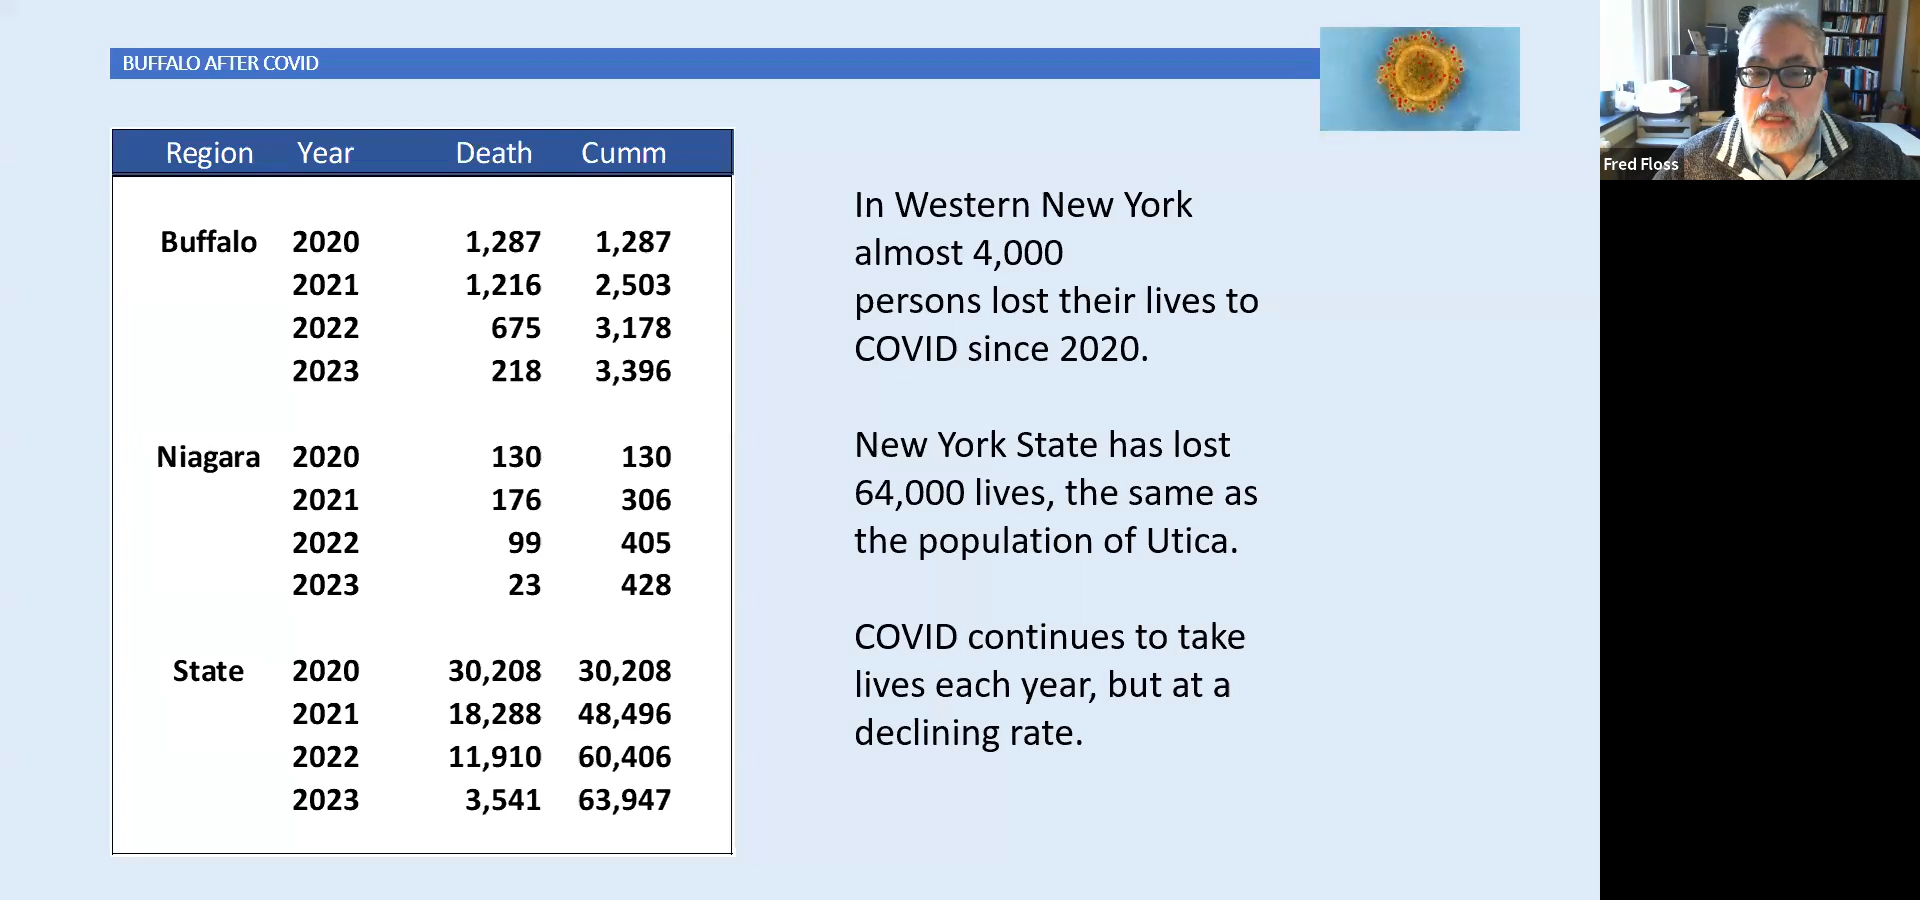 BUFFALO AFTER COVID
Region Year Death Cumm
Buffalo 2020 1,287 1,287
2021 1,216 2,503
2022 675 3,178
2023 218 3,396
Niagara 2020 130 130
2021 176 306
2022 99 405
2023 23 428
State 2020 30,208 30,208
2021 18,288 48,496
2022 11,910 60,406
2023 3,541 63,947
In Western New York
almost 4,000
persons lost their lives to
COVID since 2020.
New York State has lost
64,000 lives, the same as
the population of Utica.
COVID continues to take
lives each year, but at a
declining rate.
Fred Floss